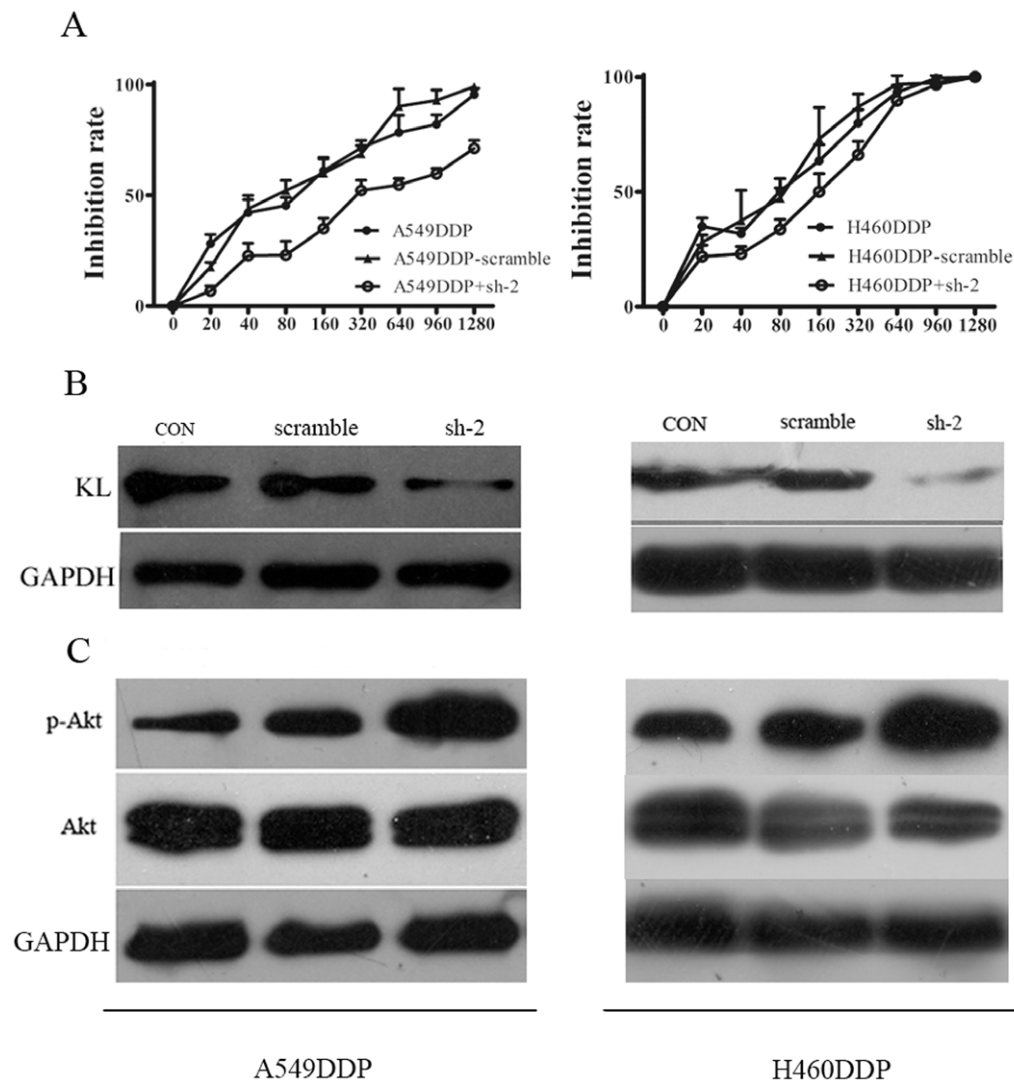 A
Inhibition rate
100
50
0
0 20 40 80 160 320 640 960 1280
A549DDP
A549DDP-scramble
A549DDP+sh-2
Inhibition rate
100
50
0
0 20 40 80 160 320 640 960 1280
H460DDP
H460DDP-scramble
H460DDP+sh-2
B
CON scramble sh-2
CON scramble sh-2
KL
GAPDH
C
p-Akt
Akt
GAPDH
A549DDP
H460DDP